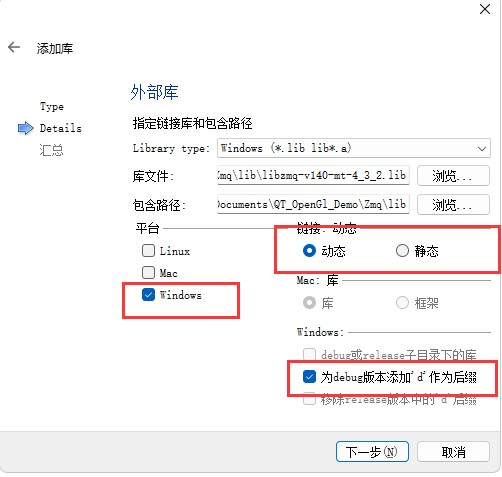 添加库
Type
Details
汇总
外部库
指定链接库和包含路径
Library type: Windows (*.lib lib*.a)
库文件: Zmq\lib\libzmq-v140-mt-4_3_2.lib 浏览...
包含路径: Documents\QT_OpenGl_Demo\Zmq\lib 浏览...
平台
Linux
Mac
Windows
链接: 动态
动态 静态
Mac: 库
库 框架
Windows:
debug或release子目录下的库
为debug版本添加'd'作为后缀
移除release版本中的'd'后缀
下一步(N) 取消